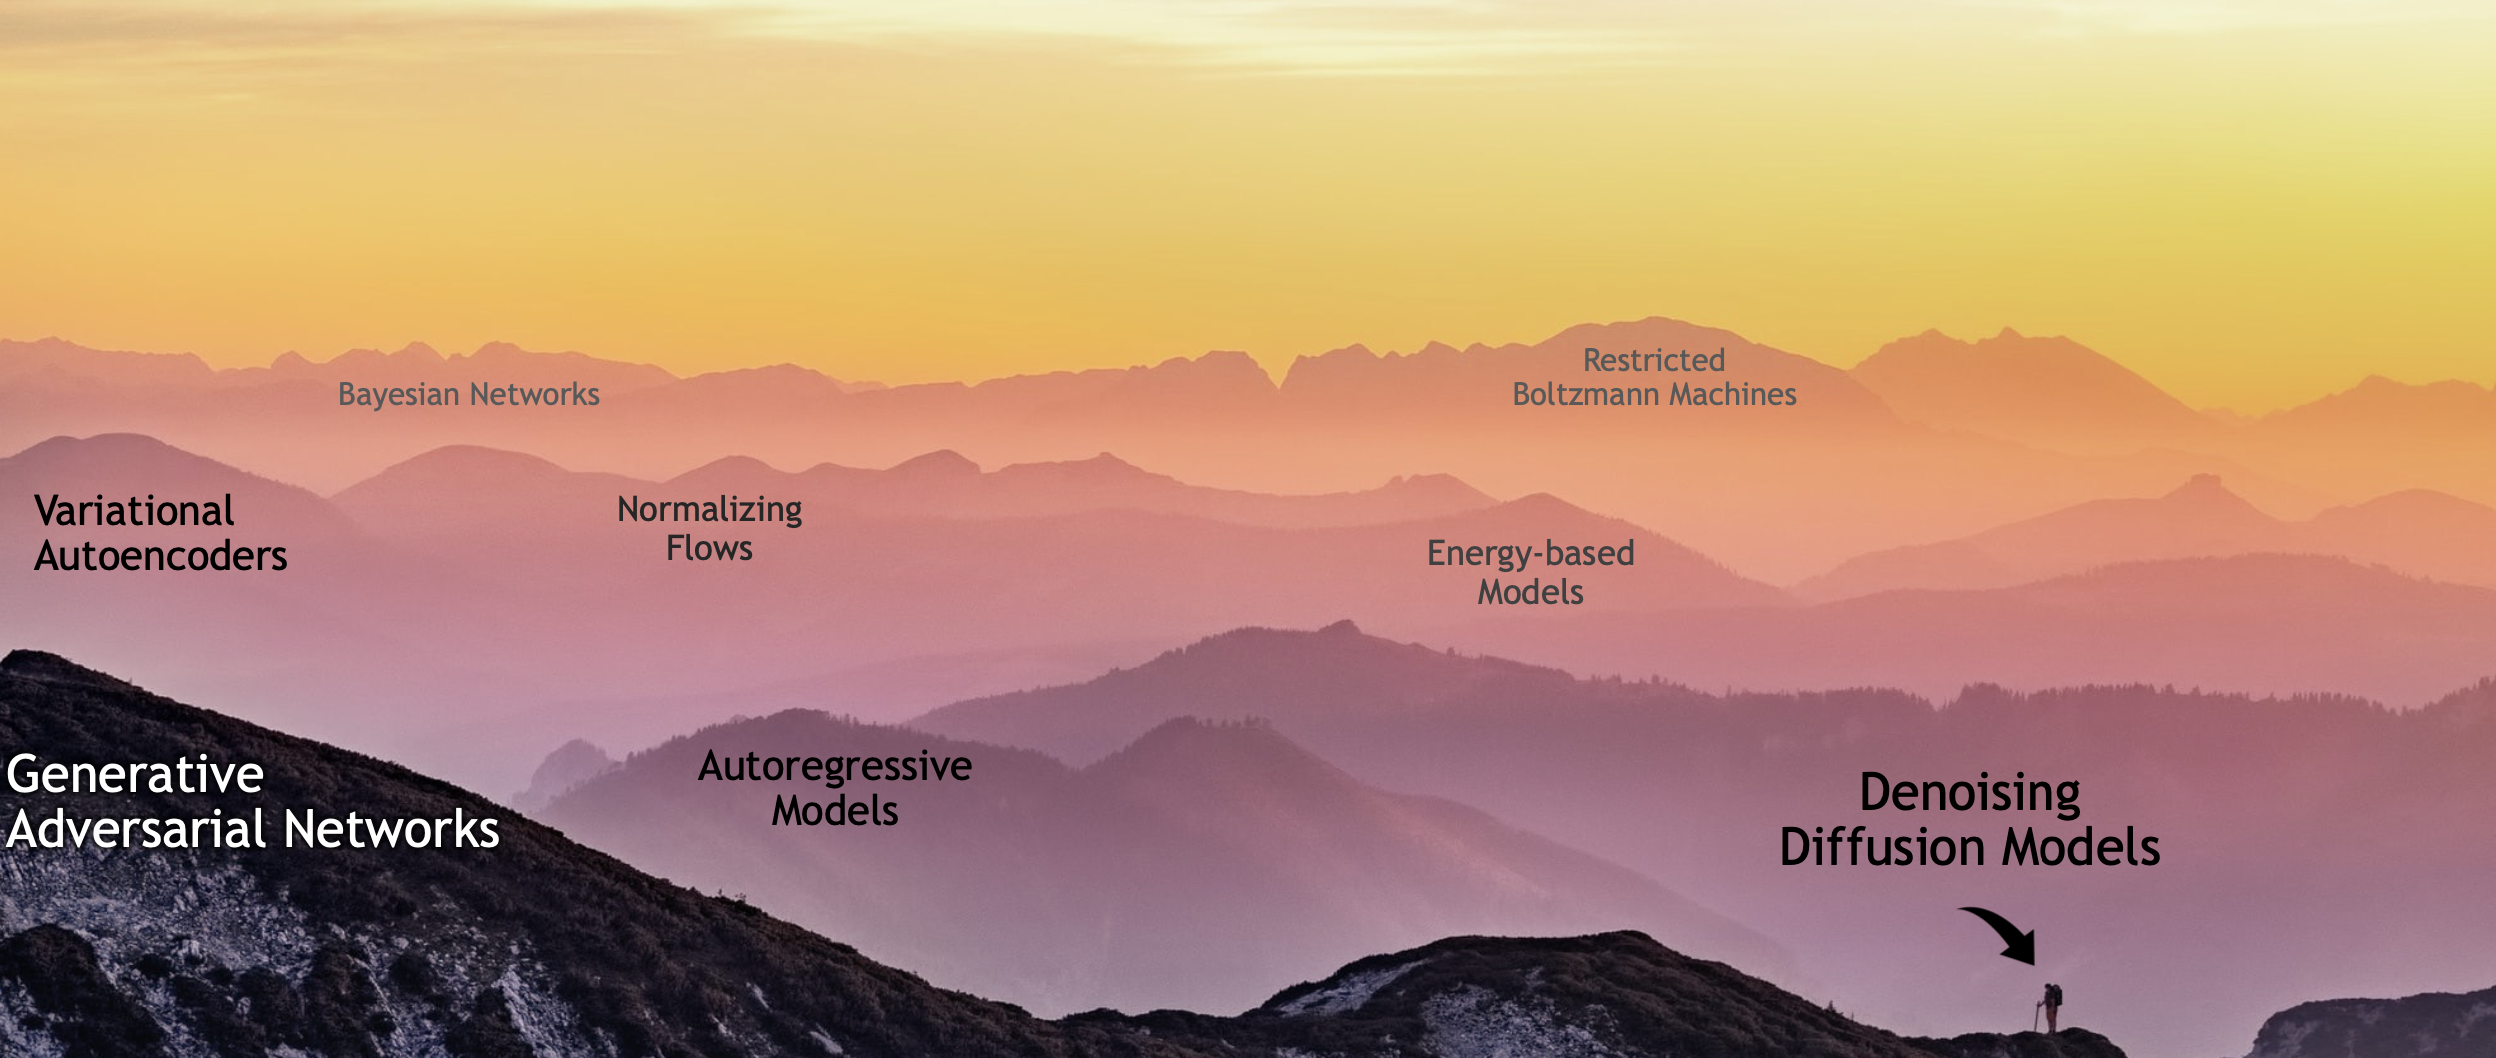 Bayesian Networks
Restricted
Boltzmann Machines
Variational
Autoencoders
Normalizing
Flows
Energy-based
Models
Generative
Adversarial Networks
Autoregressive
Models
Denoising
Diffusion Models